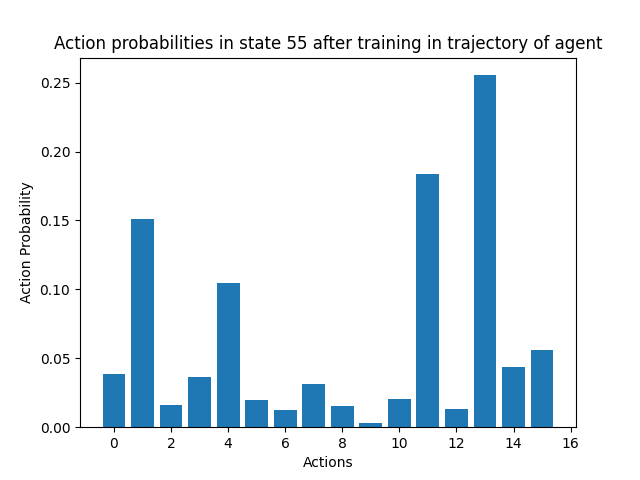 Action probabilities in state 55 after training in trajectory of agent
0.25
0.20
0.15
0.10
0.05
0.00
Action Probability
0 2 4 6 8 10 12 14 16
Actions